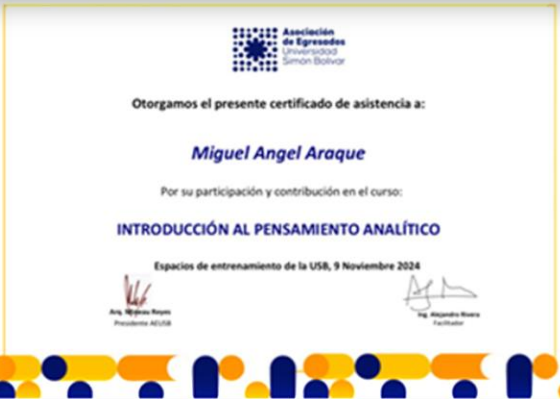 Asociación
de Egresados
Universidad
Simón Bolívar
Otorgamos el presente certificado de asistencia a:
Miguel Angel Araque
Por su participación y contribución en el curso:
INTRODUCCIÓN AL PENSAMIENTO ANALÍTICO
Espacios de entrenamiento de la USB, 9 Noviembre 2024
Arq. Reyes
Presidente AEUSB
Ing. Alejandro Rivera
Facilitador